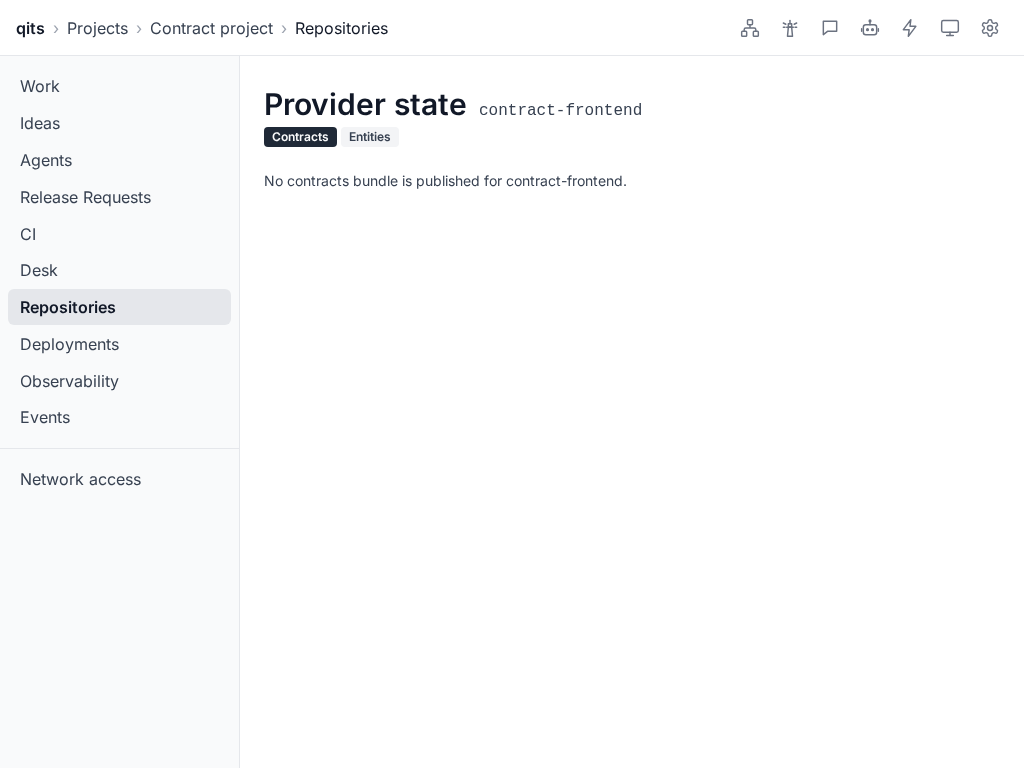 qits › Projects › Contract project › Repositories
Work
Ideas
Agents
Release Requests
CI
Desk
Repositories
Deployments
Observability
Events
Network access
Provider state contract-frontend
Contracts Entities
No contracts bundle is published for contract-frontend.